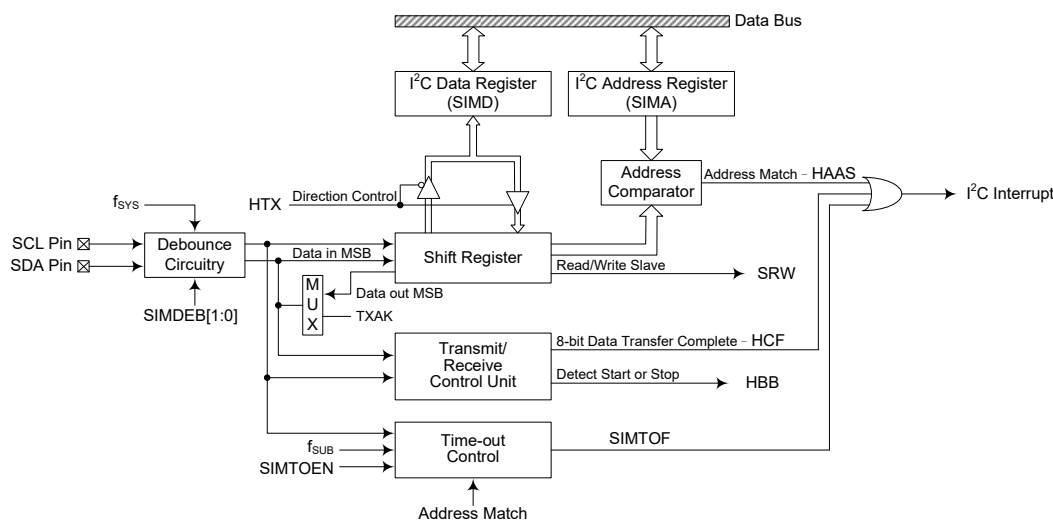 Data Bus
I²C Data Register
(SIMD)
I²C Address Register
(SIMA)
Address
Comparator
Address Match - HAAS
I²C Interrupt
HTX
Direction Control
fSYS
SCL Pin
SDA Pin
Debounce
Circuitry
SIMDEB[1:0]
Data in MSB
Shift Register
Read/Write Slave
SRW
M
U
X
Data out MSB
TXAK
Transmit/
Receive
Control Unit
8-bit Data Transfer Complete - HCF
Detect Start or Stop
HBB
fSUB
SIMTOEN
Time-out
Control
SIMTOF
Address Match